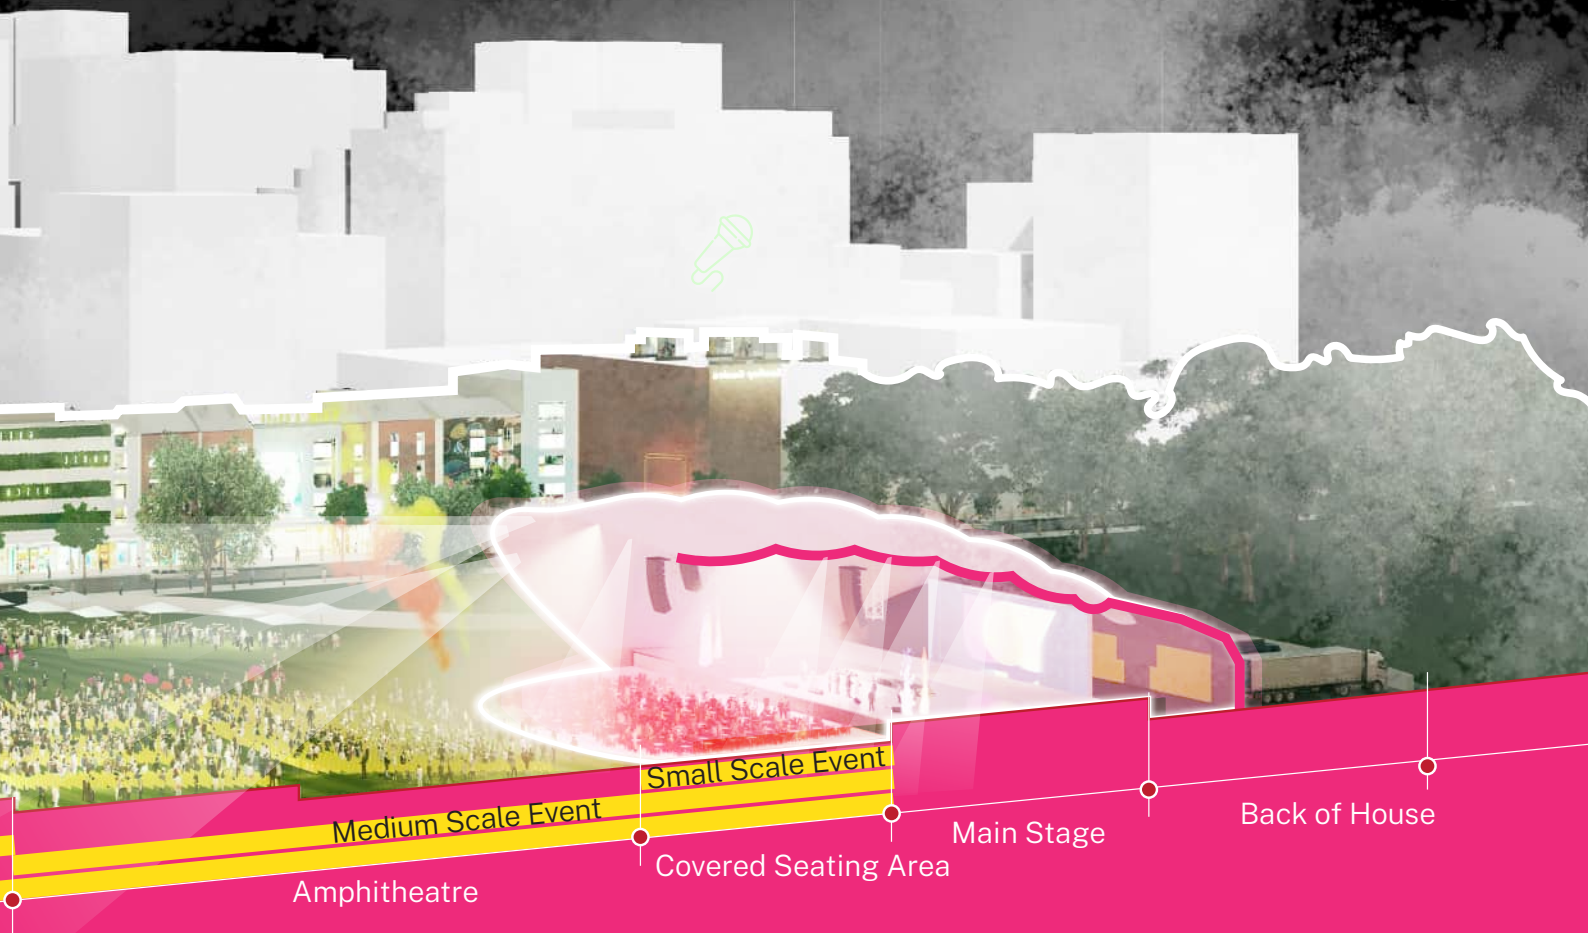 Small Scale Event
Medium Scale Event
Back of House
Main Stage
Covered Seating Area
Amphitheatre